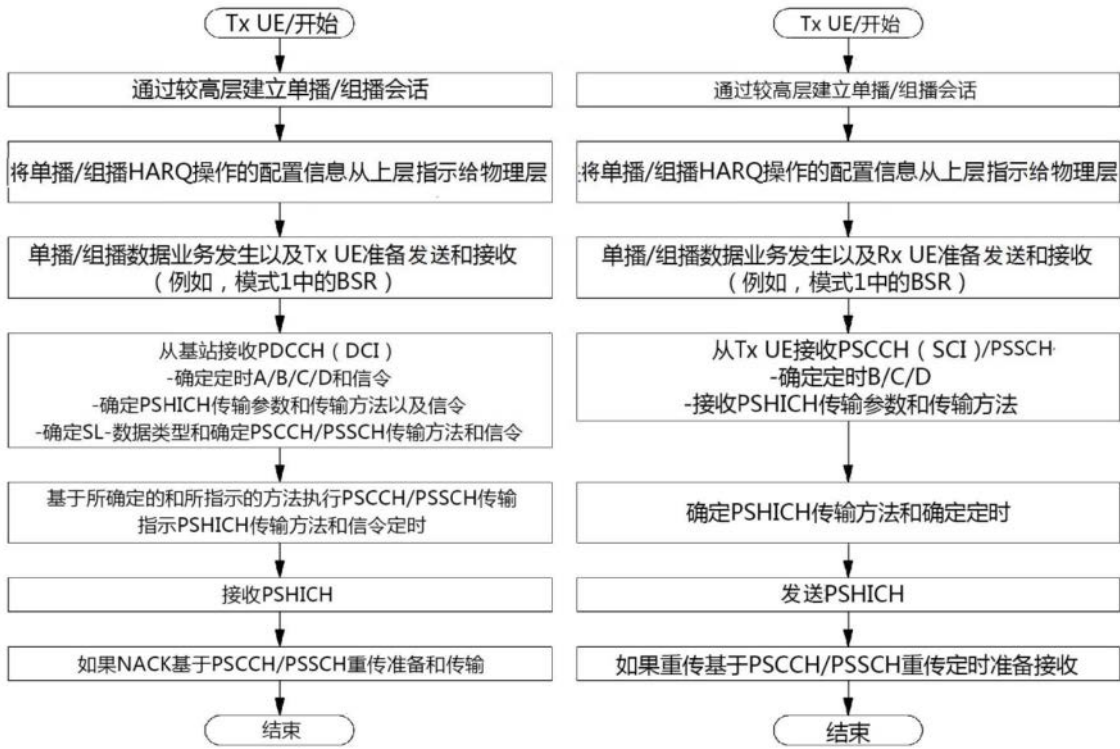 Tx UE/开始
通过较高层建立单播/组播会话
将单播/组播HARQ操作的配置信息从上层指示给物理层
单播/组播数据业务发生以及Tx UE准备发送和接收
（例如，模式1中的BSR）
从基站接收PDCCH（DCI）
-确定定时A/B/C/D和信令
-确定PSHICH传输参数和传输方法以及信令
-确定SL-数据类型和确定PSCCH/PSSCH传输方法和信令
基于所确定的和所指示的方法执行PSCCH/PSSCH传输
指示PSHICH传输方法和信令定时
接收PSHICH
如果NACK基于PSCCH/PSSCH重传准备和传输
结束
Tx UE/开始
通过较高层建立单播/组播会话
将单播/组播HARQ操作的配置信息从上层指示给物理层
单播/组播数据业务发生以及Rx UE准备发送和接收
（例如，模式1中的BSR）
从Tx UE接收PSCCH（SCI）/PSSCH
-确定定时B/C/D
-接收PSHICH传输参数和传输方法
确定PSHICH传输方法和确定定时
发送PSHICH
如果重传基于PSCCH/PSSCH重传定时准备接收
结束